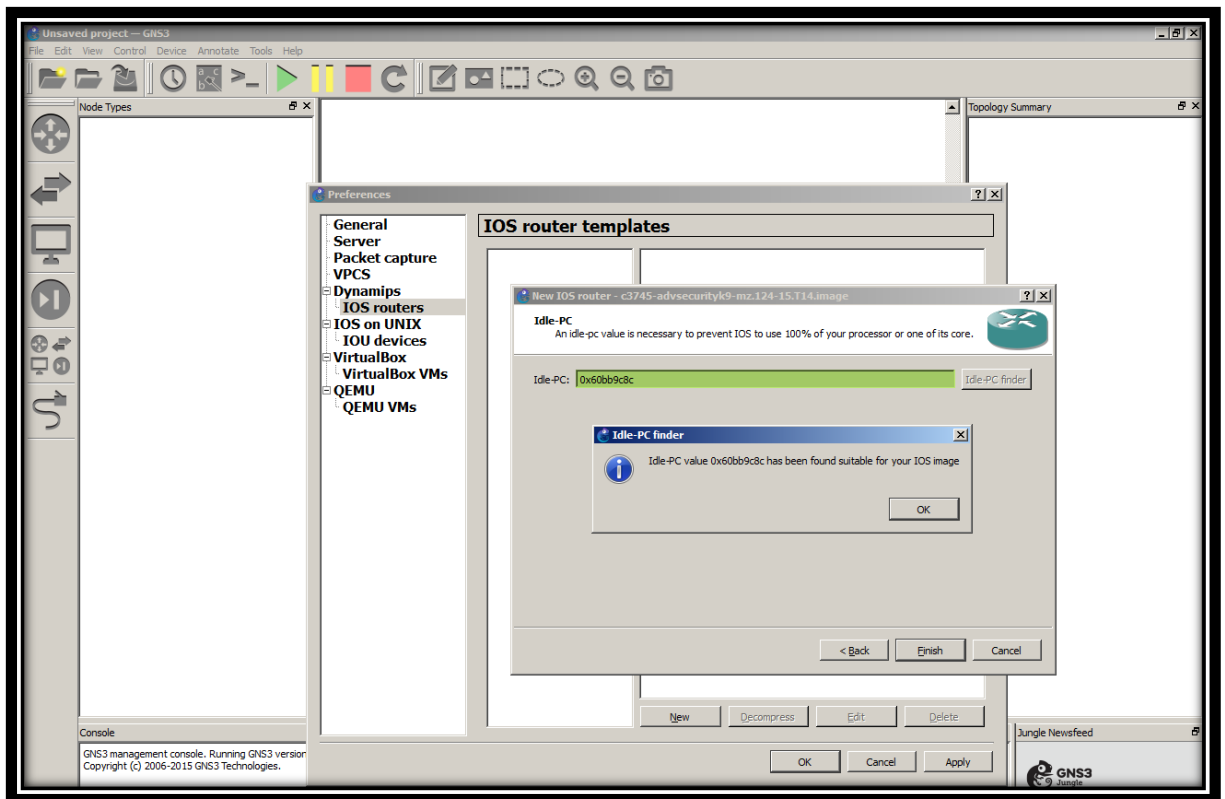 Unsaved project — GNS3
File Edit View Control Device Annotate Tools Help
Node Types
Topology Summary
Preferences
General
Server
Packet capture
VPCS
Dynamips
IOS routers
IOS on UNIX
IOU devices
VirtualBox
VirtualBox VMs
QEMU
QEMU VMs
IOS router templates
New IOS router - c3745-advsecurityk9-mz.124-15.T14.image
Idle-PC
An idle-pc value is necessary to prevent IOS to use 100% of your processor or one of its core.
Idle-PC: 0x60bb9c8c Idle-PC finder
Idle-PC finder
Idle-PC value 0x60bb9c8c has been found suitable for your IOS image
OK
< Back Finish Cancel
New Decompress Edit Delete
OK Cancel Apply
Console
GNS3 management console. Running GNS3 version
Copyright (c) 2006-2015 GNS3 Technologies.
Jungle Newsfeed
GNS3
Jungle